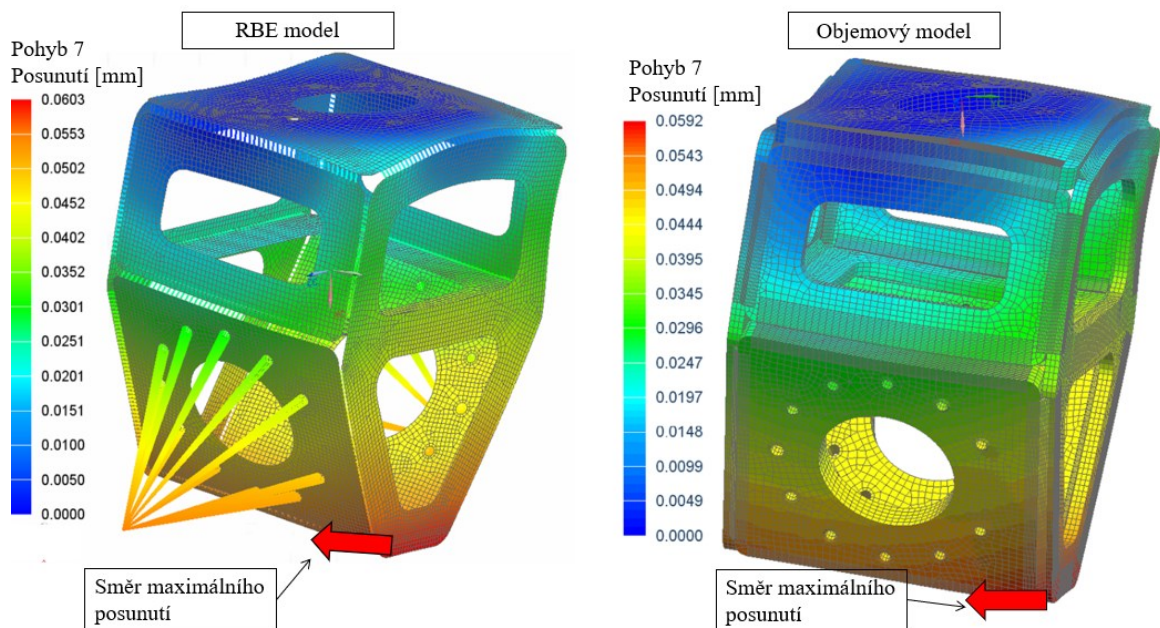 RBE model
Pohyb 7
Posunutí [mm]
0.0603
0.0553
0.0502
0.0452
0.0402
0.0352
0.0301
0.0251
0.0201
0.0151
0.0100
0.0050
0.0000
Směr maximálního
posunutí
Objemový model
Pohyb 7
Posunutí [mm]
0.0592
0.0543
0.0494
0.0444
0.0395
0.0345
0.0296
0.0247
0.0197
0.0148
0.0099
0.0049
0.0000
Směr maximálního
posunutí